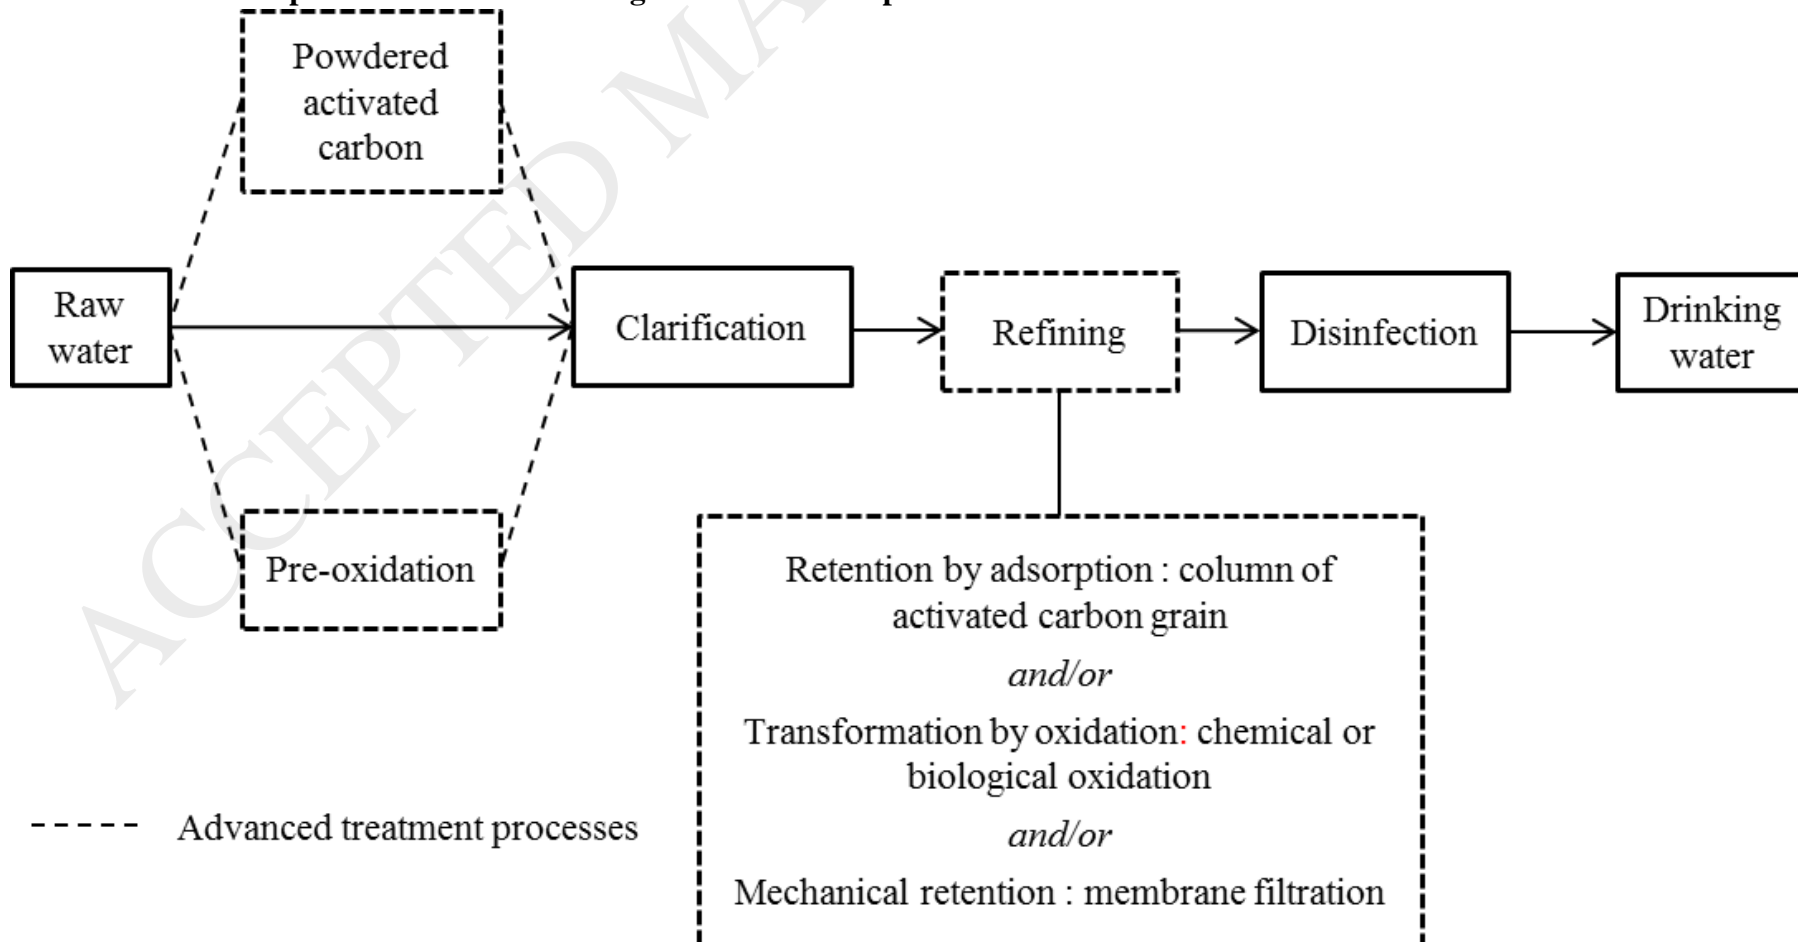 Powdered
activated
carbon
Raw
water
Clarification
Refining
Disinfection
Drinking
water
Pre-oxidation
Retention by adsorption : column of
activated carbon grain
and/or
Transformation by oxidation: chemical or
biological oxidation
and/or
Mechanical retention : membrane filtration
Advanced treatment processes
ACCEPTED